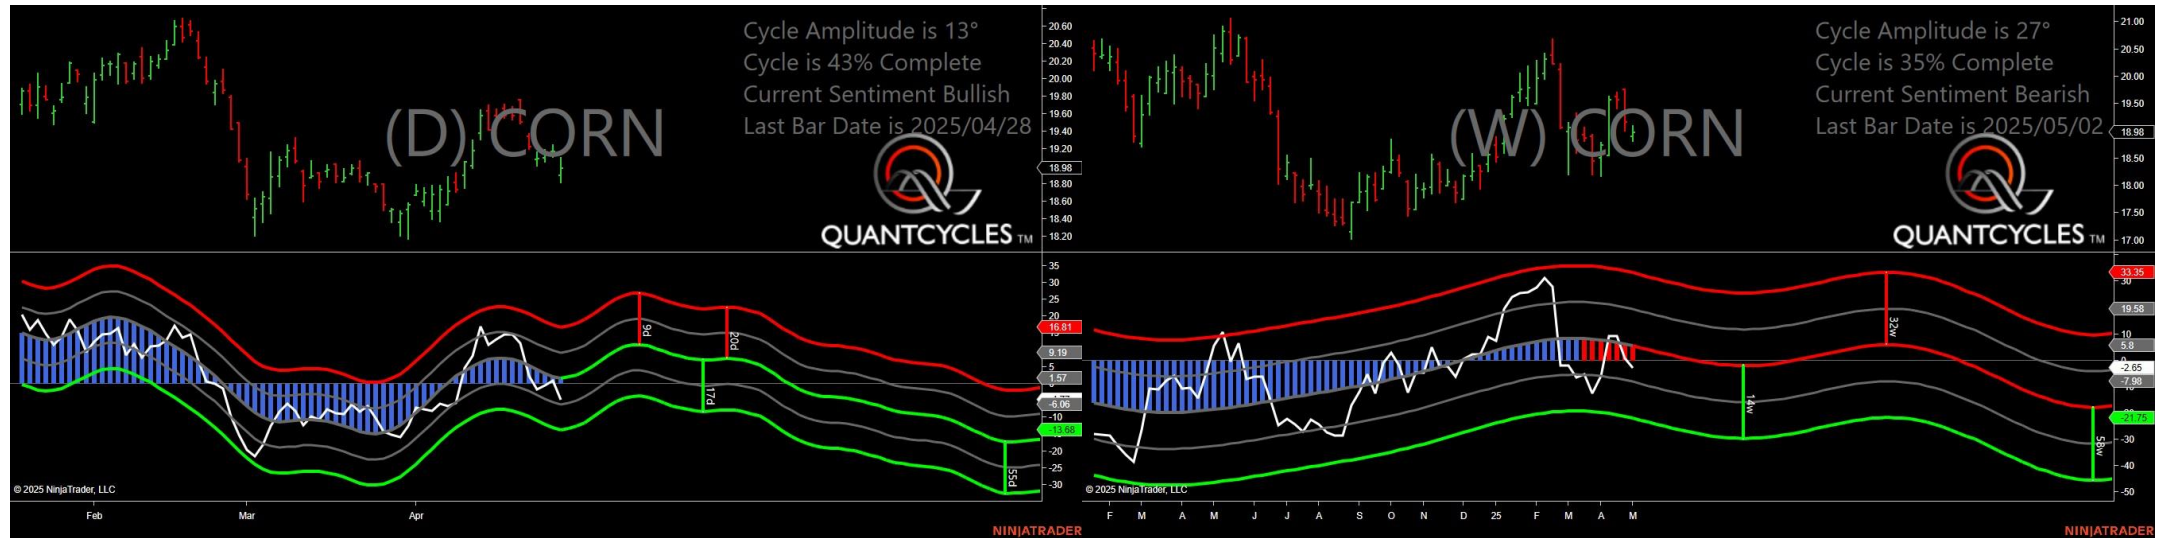 Cycle Amplitude is 13°
Cycle is 43% Complete
Current Sentiment Bullish
Last Bar Date is 2025/04/28
(D) CORN
QUANTCYCLES TM
20.60
20.40
20.20
20.00
19.80
19.60
19.40
19.20
18.98
18.80
18.60
18.40
18.20
35
30
25
20
16.81
9.19
5
1.57
-6.06
-10
-13.68
-20
-25
-30
9d
20d
17d
55d
© 2025 NinjaTrader, LLC
Feb Mar Apr
NINJATRADER
Cycle Amplitude is 27°
Cycle is 35% Complete
Current Sentiment Bearish
Last Bar Date is 2025/05/02
(W) CORN
QUANTCYCLES TM
21.00
20.50
20.00
19.50
18.98
18.50
18.00
17.50
17.00
33.35
30
19.58
10
5.8
-2.65
-7.98
-21.75
-30
-40
-50
32w
14w
58w
© 2025 NinjaTrader, LLC
F M A M J J A S O N D 25 F M A M
NINJATRADER